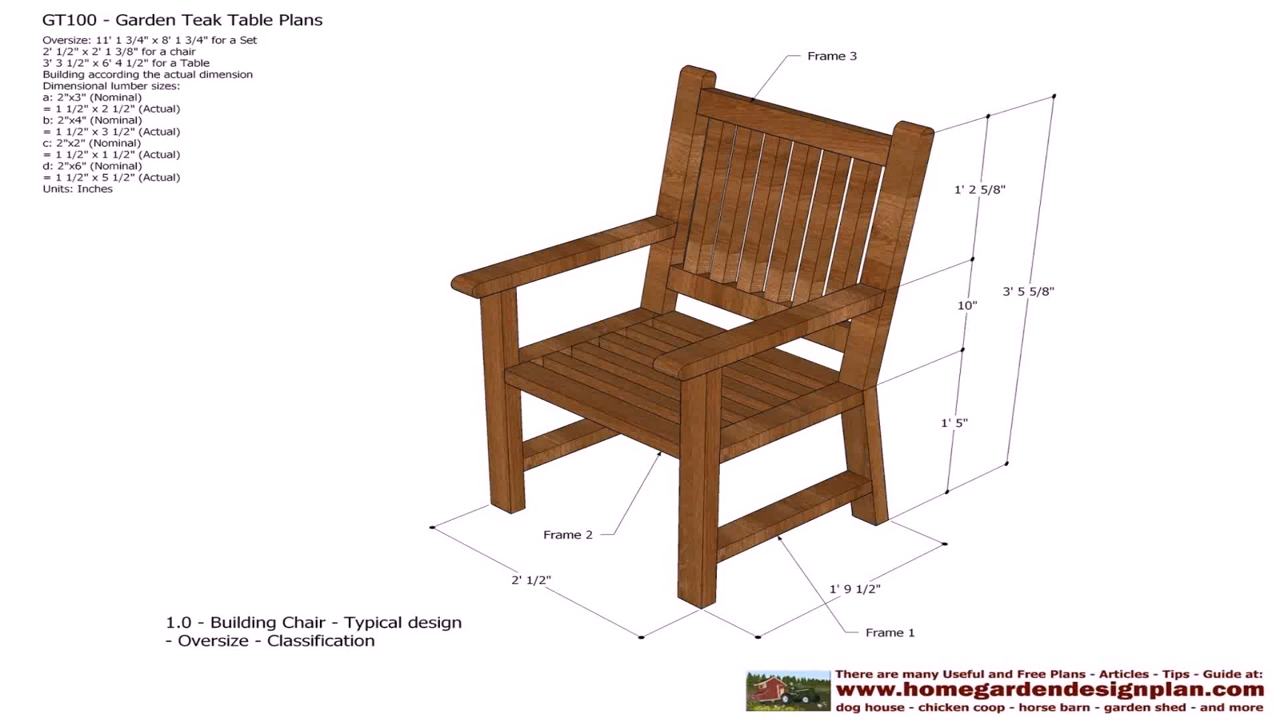 GT100 - Garden Teak Table Plans
Oversize: 11' 1 3/4" x 8' 1 3/4" for a Set
2' 1/2" x 2' 1 3/8" for a chair
3' 3 1/2" x 6' 4 1/2" for a Table
Building according the actual dimension
Dimensional lumber sizes:
a: 2"x3" (Nominal)
= 1 1/2" x 2 1/2" (Actual)
b: 2"x4" (Nominal)
= 1 1/2" x 3 1/2" (Actual)
c: 2"x2" (Nominal)
= 1 1/2" x 1 1/2" (Actual)
d: 2"x6" (Nominal)
= 1 1/2" x 5 1/2" (Actual)
Units: Inches
Frame 3
1' 2 5/8"
3' 5 5/8"
10"
1' 5"
Frame 2
2' 1/2"
1' 9 1/2"
Frame 1
1.0 - Building Chair - Typical design
- Oversize - Classification
There are many Useful and Free Plans - Articles - Tips - Guide at:
www.homegardendesignplan.com
dog house - chicken coop - horse barn - garden shed - and more